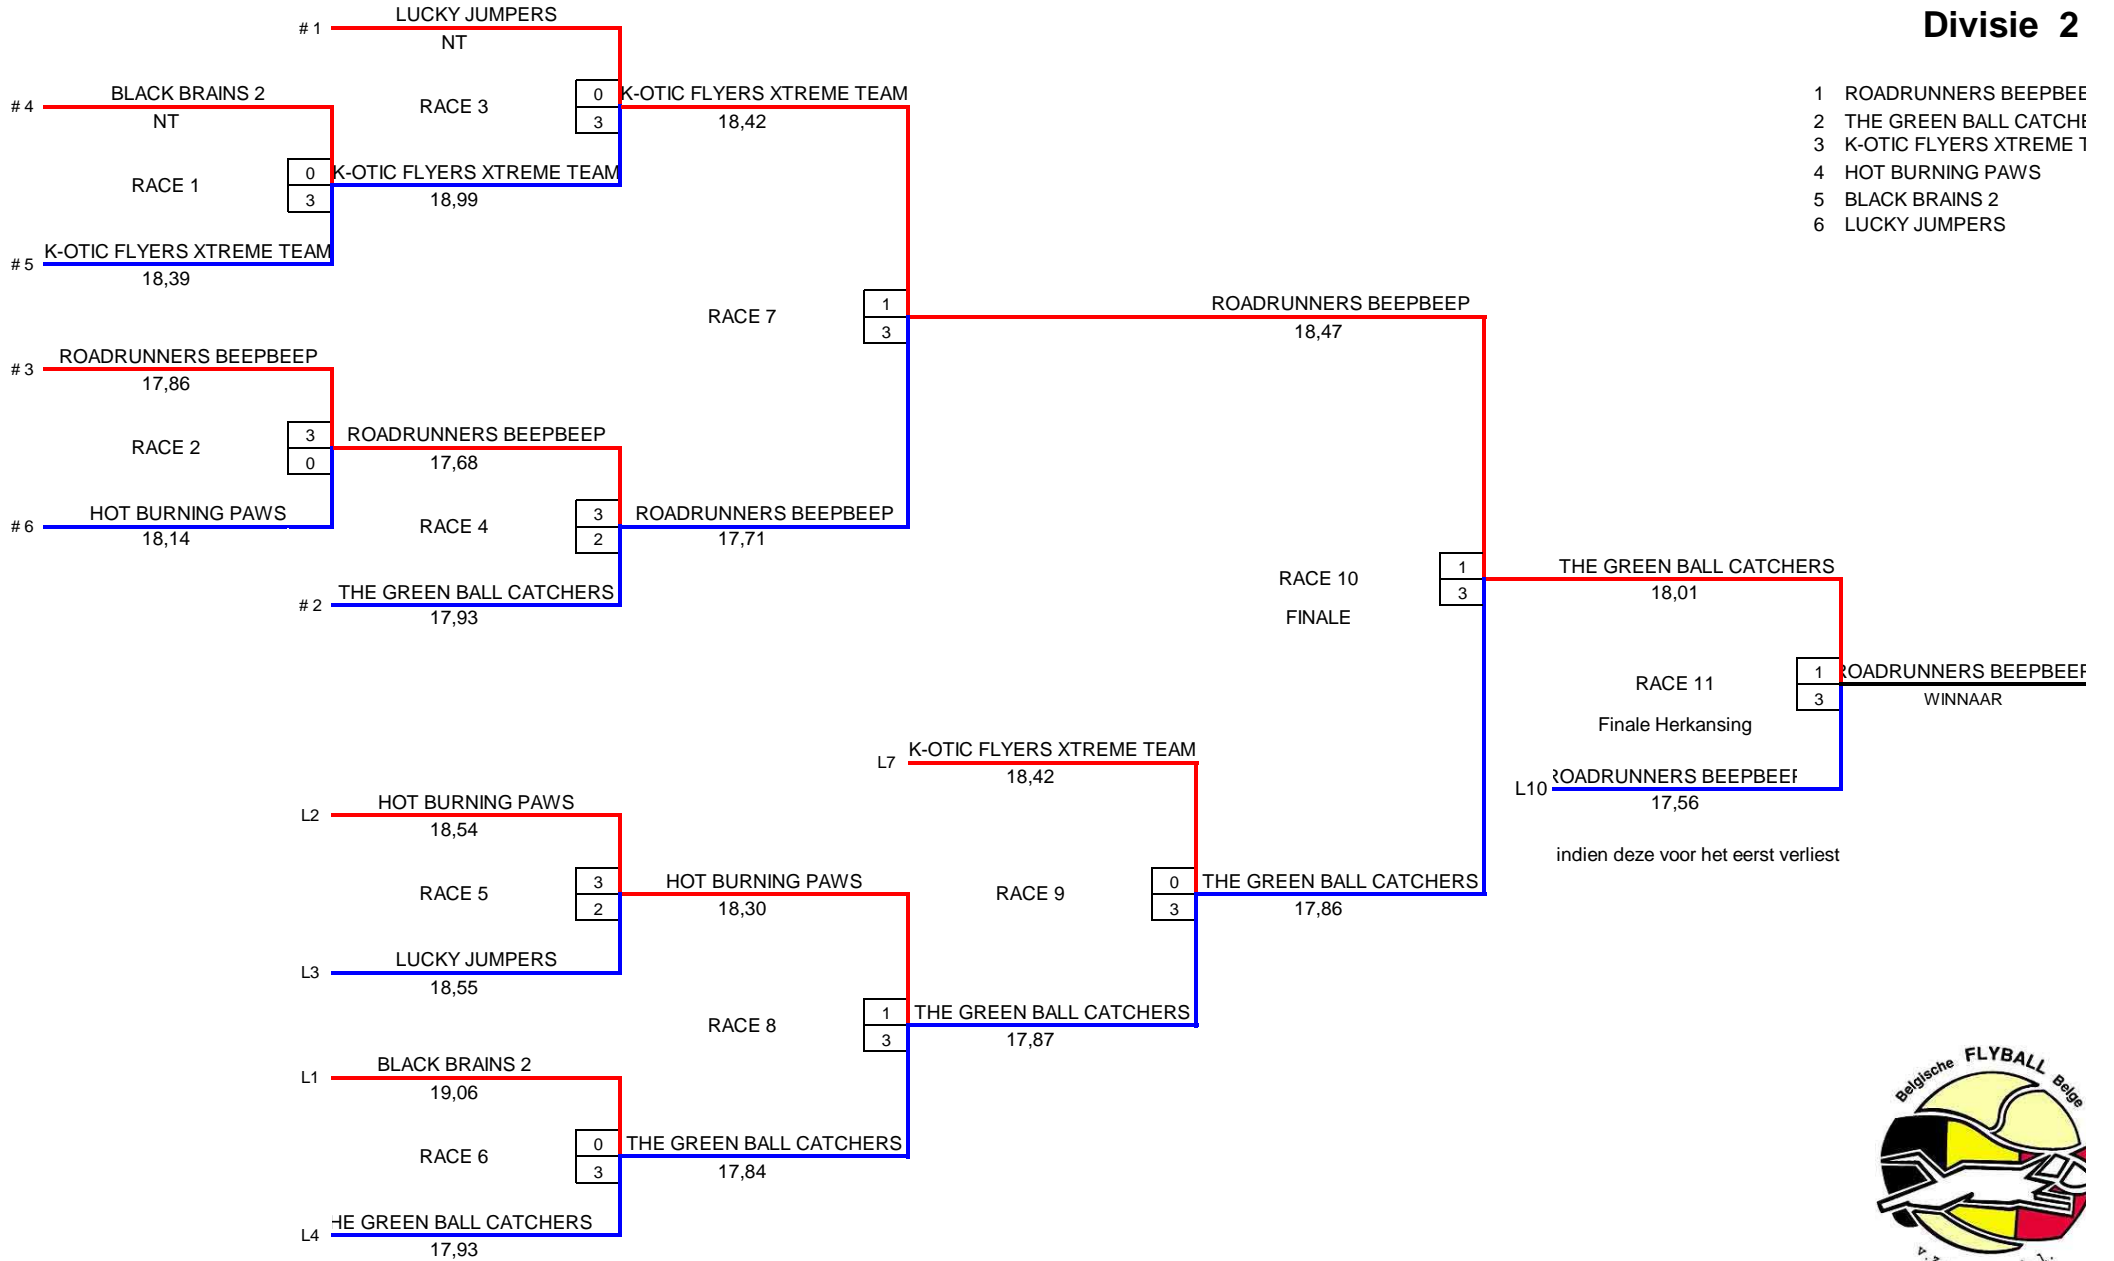 Divisie 2
1 ROADRUNNERS BEEPBEE
2 THE GREEN BALL CATCHE
3 K-OTIC FLYERS XTREME T
4 HOT BURNING PAWS
5 BLACK BRAINS 2
6 LUCKY JUMPERS
LUCKY JUMPERS
# 1
NT
BLACK BRAINS 2
# 4
NT
RACE 3
0
3
K-OTIC FLYERS XTREME TEAM
18,42
RACE 1
0
3
K-OTIC FLYERS XTREME TEAM
18,99
K-OTIC FLYERS XTREME TEAM
# 5
18,39
RACE 7
1
3
ROADRUNNERS BEEPBEEP
18,47
ROADRUNNERS BEEPBEEP
# 3
17,86
RACE 2
3
0
ROADRUNNERS BEEPBEEP
17,68
HOT BURNING PAWS
# 6
18,14
RACE 4
3
2
ROADRUNNERS BEEPBEEP
17,71
THE GREEN BALL CATCHERS
# 2
17,93
RACE 10
FINALE
1
3
THE GREEN BALL CATCHERS
18,01
RACE 11
Finale Herkansing
1
3
ROADRUNNERS BEEPBEEP
WINNAAR
ROADRUNNERS BEEPBEEP
L10
17,56
indien deze voor het eerst verliest
K-OTIC FLYERS XTREME TEAM
L7
18,42
HOT BURNING PAWS
L2
18,54
RACE 5
3
2
HOT BURNING PAWS
18,30
RACE 9
0
3
THE GREEN BALL CATCHERS
17,86
LUCKY JUMPERS
L3
18,55
RACE 8
1
3
THE GREEN BALL CATCHERS
17,87
BLACK BRAINS 2
L1
19,06
RACE 6
0
3
THE GREEN BALL CATCHERS
17,84
HE GREEN BALL CATCHERS
L4
17,93
Belgische FLYBALL Belge